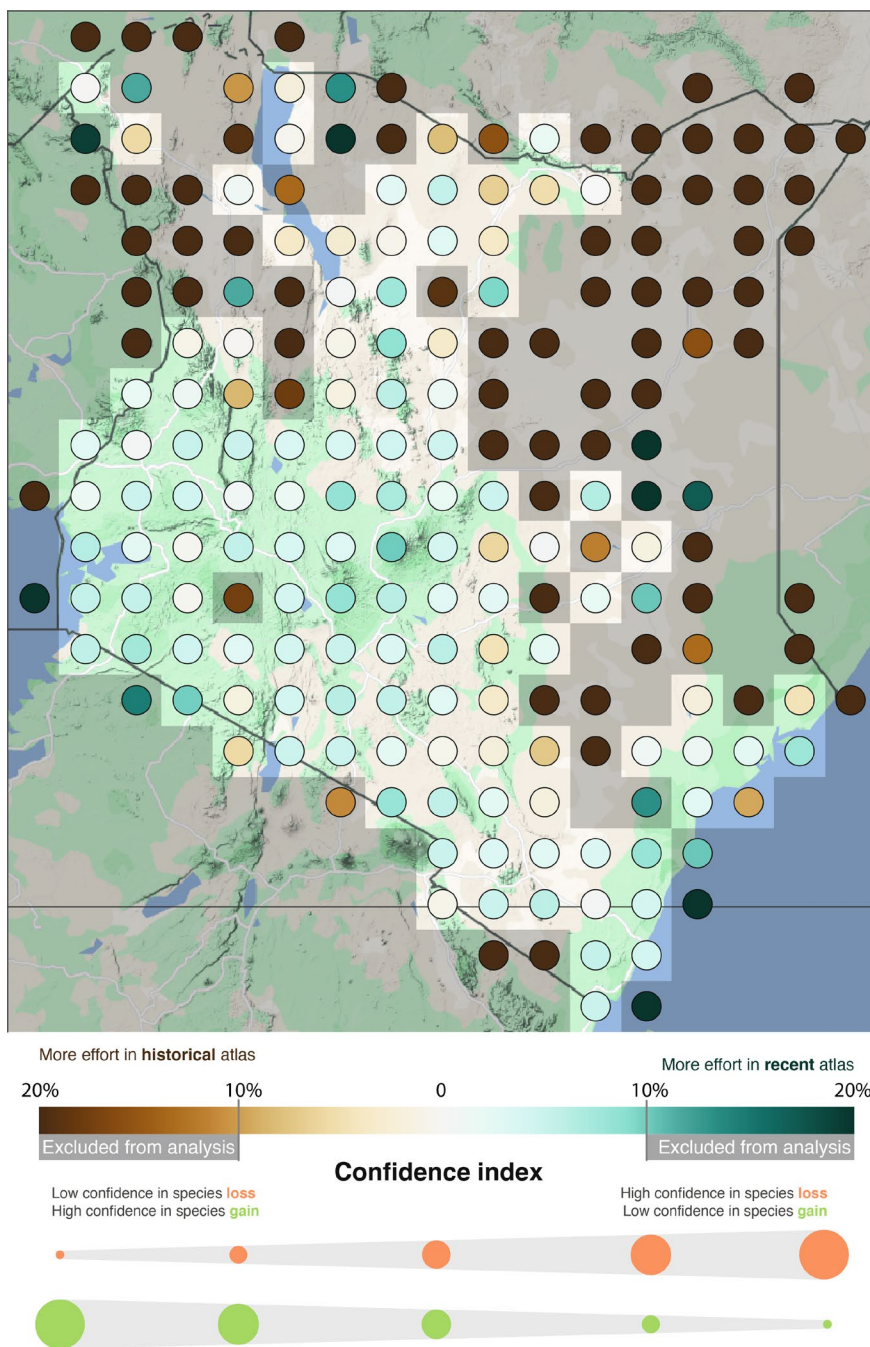 More effort in historical atlas
More effort in recent atlas
20% 10% 0 10% 20%
Excluded from analysis Excluded from analysis
Confidence index
Low confidence in species loss
High confidence in species gain
High confidence in species loss
Low confidence in species gain